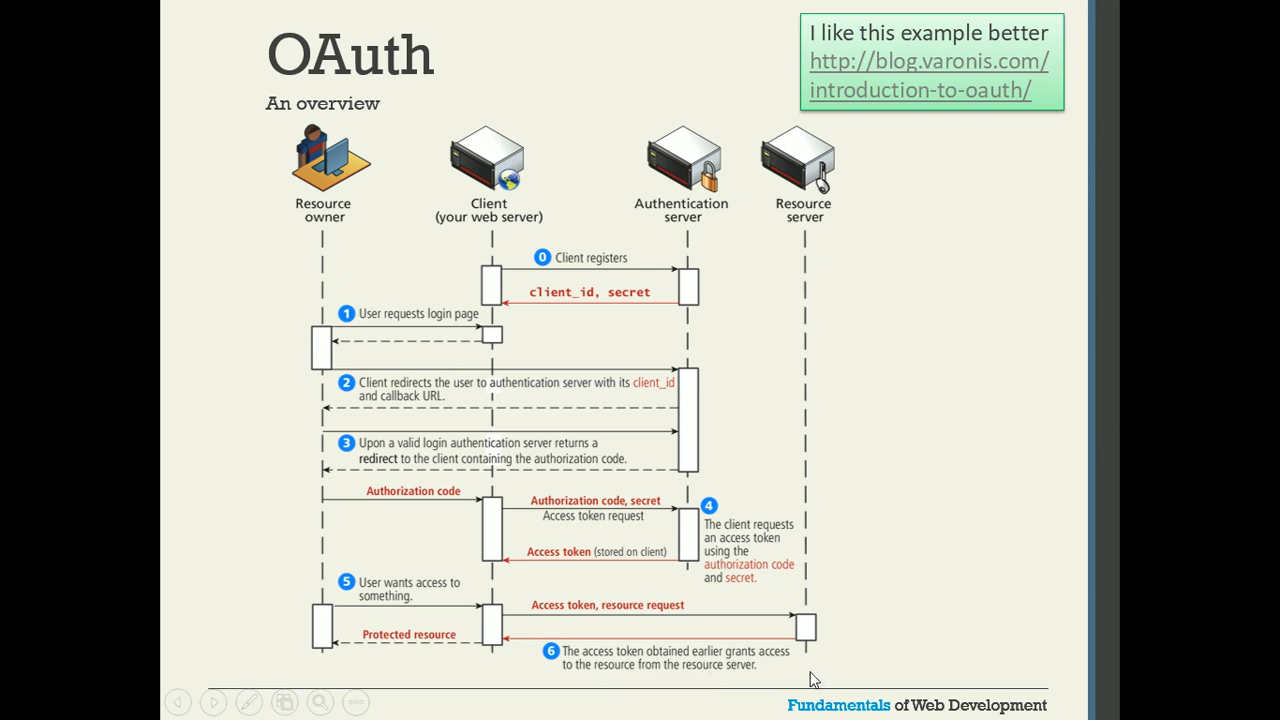 OAuth
An overview
I like this example better
http://blog.varonis.com/
introduction-to-oauth/
Resource
owner
Client
(your web server)
Authentication
server
Resource
server
0 Client registers
client_id, secret
1 User requests login page
2 Client redirects the user to authentication server with its client_id
and callback URL.
3 Upon a valid login authentication server returns a
redirect to the client containing the authorization code.
Authorization code
Authorization code, secret
Access token request
Access token (stored on client)
4
The client requests
an access token
using the
authorization code
and secret.
5 User wants access to
something.
Access token, resource request
Protected resource
6 The access token obtained earlier grants access
to the resource from the resource server.
Fundamentals of Web Development